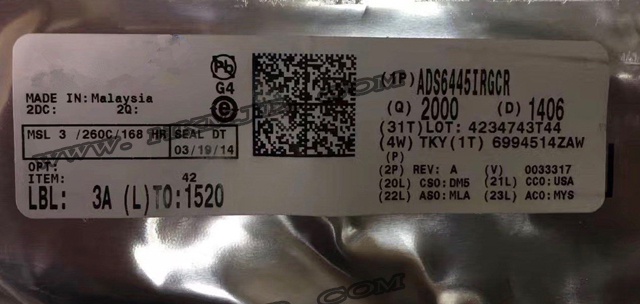 Pb
G4
e
MADE IN: Malaysia
2DC: 2Q:
MSL 3 /260C/168 HR SEAL DT
03/19/14
OPT:
ITEM: 42
LBL: 3A (L)TO:1520
(1P) ADS6445IRGCR
(Q) 2000 (D) 1406
(31T)LOT: 4234743T44
(4W) TKY(1T) 6994514ZAW
(P)
(2P) REV: A (V) 0033317
(20L) CSO:DM5 (21L) CCO:USA
(22L) ASO:MLA (23L) ACO:MYS